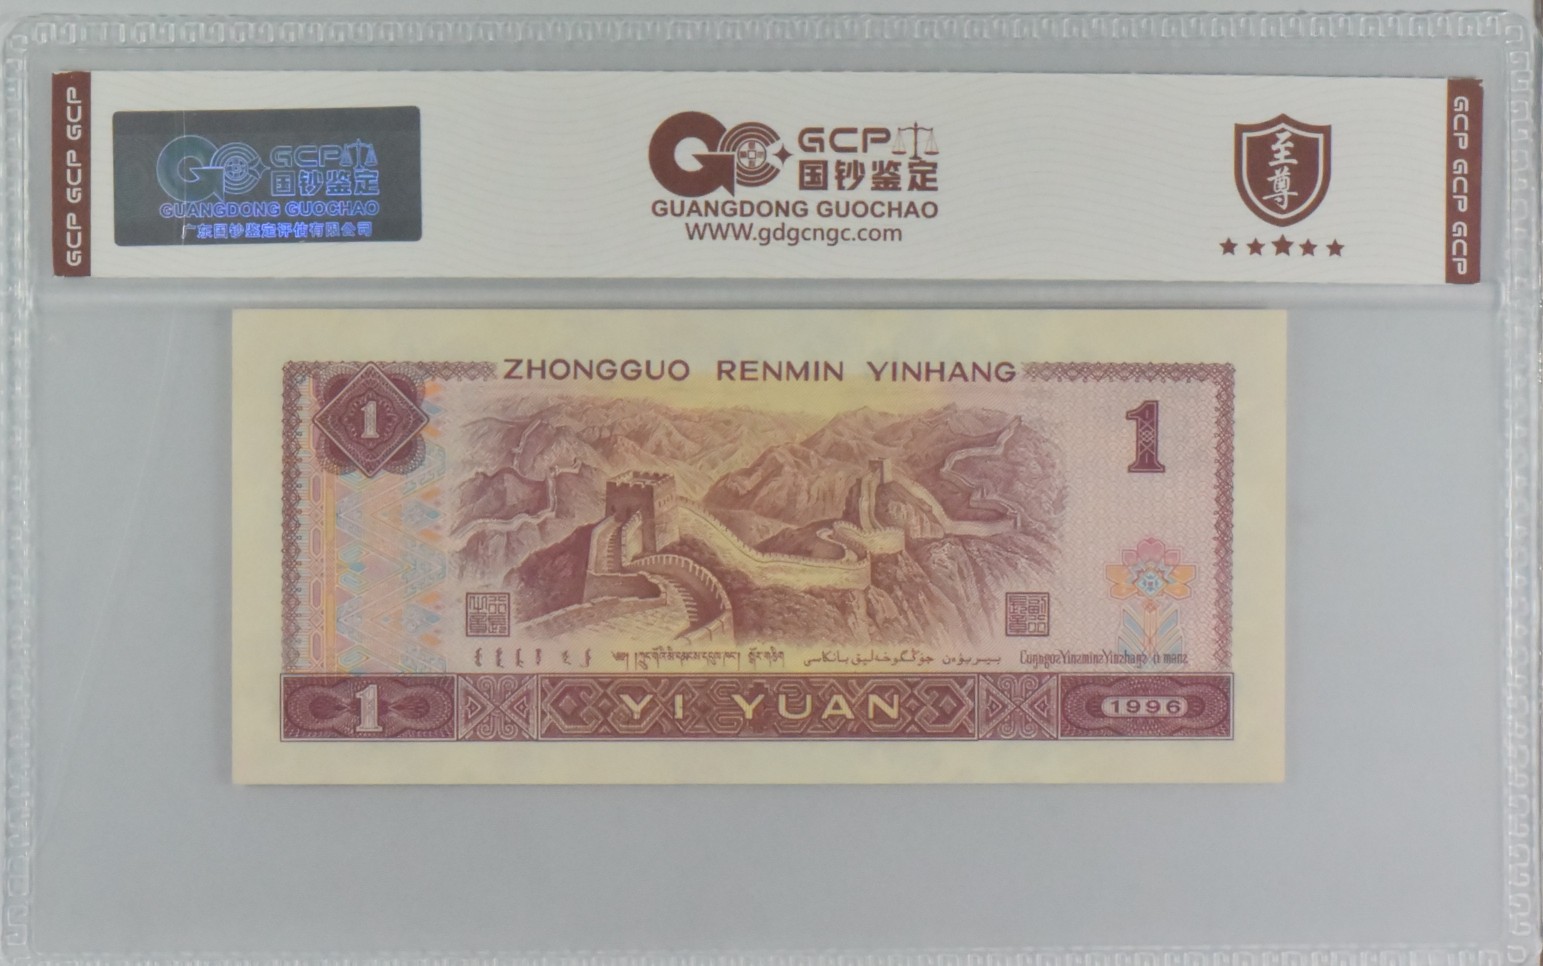 GCP GCP GCP
GCP
国钞鉴定
GUANGDONG GUOCHAO
广东国钞鉴定评估有限公司
GCP
国钞鉴定
GUANGDONG GUOCHAO
WWW.gdgcngc.com
至尊
GCP GCP GCP
ZHONGGUO RENMIN YINHANG
1
1
1 YI YUAN 1996